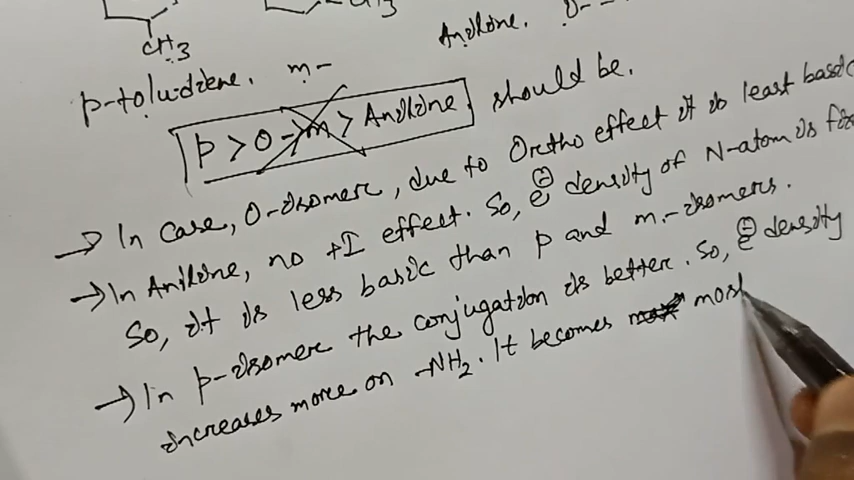 CH3
CH3
Aniline. O-
p-toluidiene. m-
p > o -> m > Aniline should be.
→ In case, O-isomer, due to Ortho effect it is least basic
→ In Aniline, no +I effect. So, e⊖ density of N-atom is
So, it is less basic than p and m-isomers.
→ In p-isomer the conjugation is better. So, e⊖ density
increases more on -NH2. It becomes most